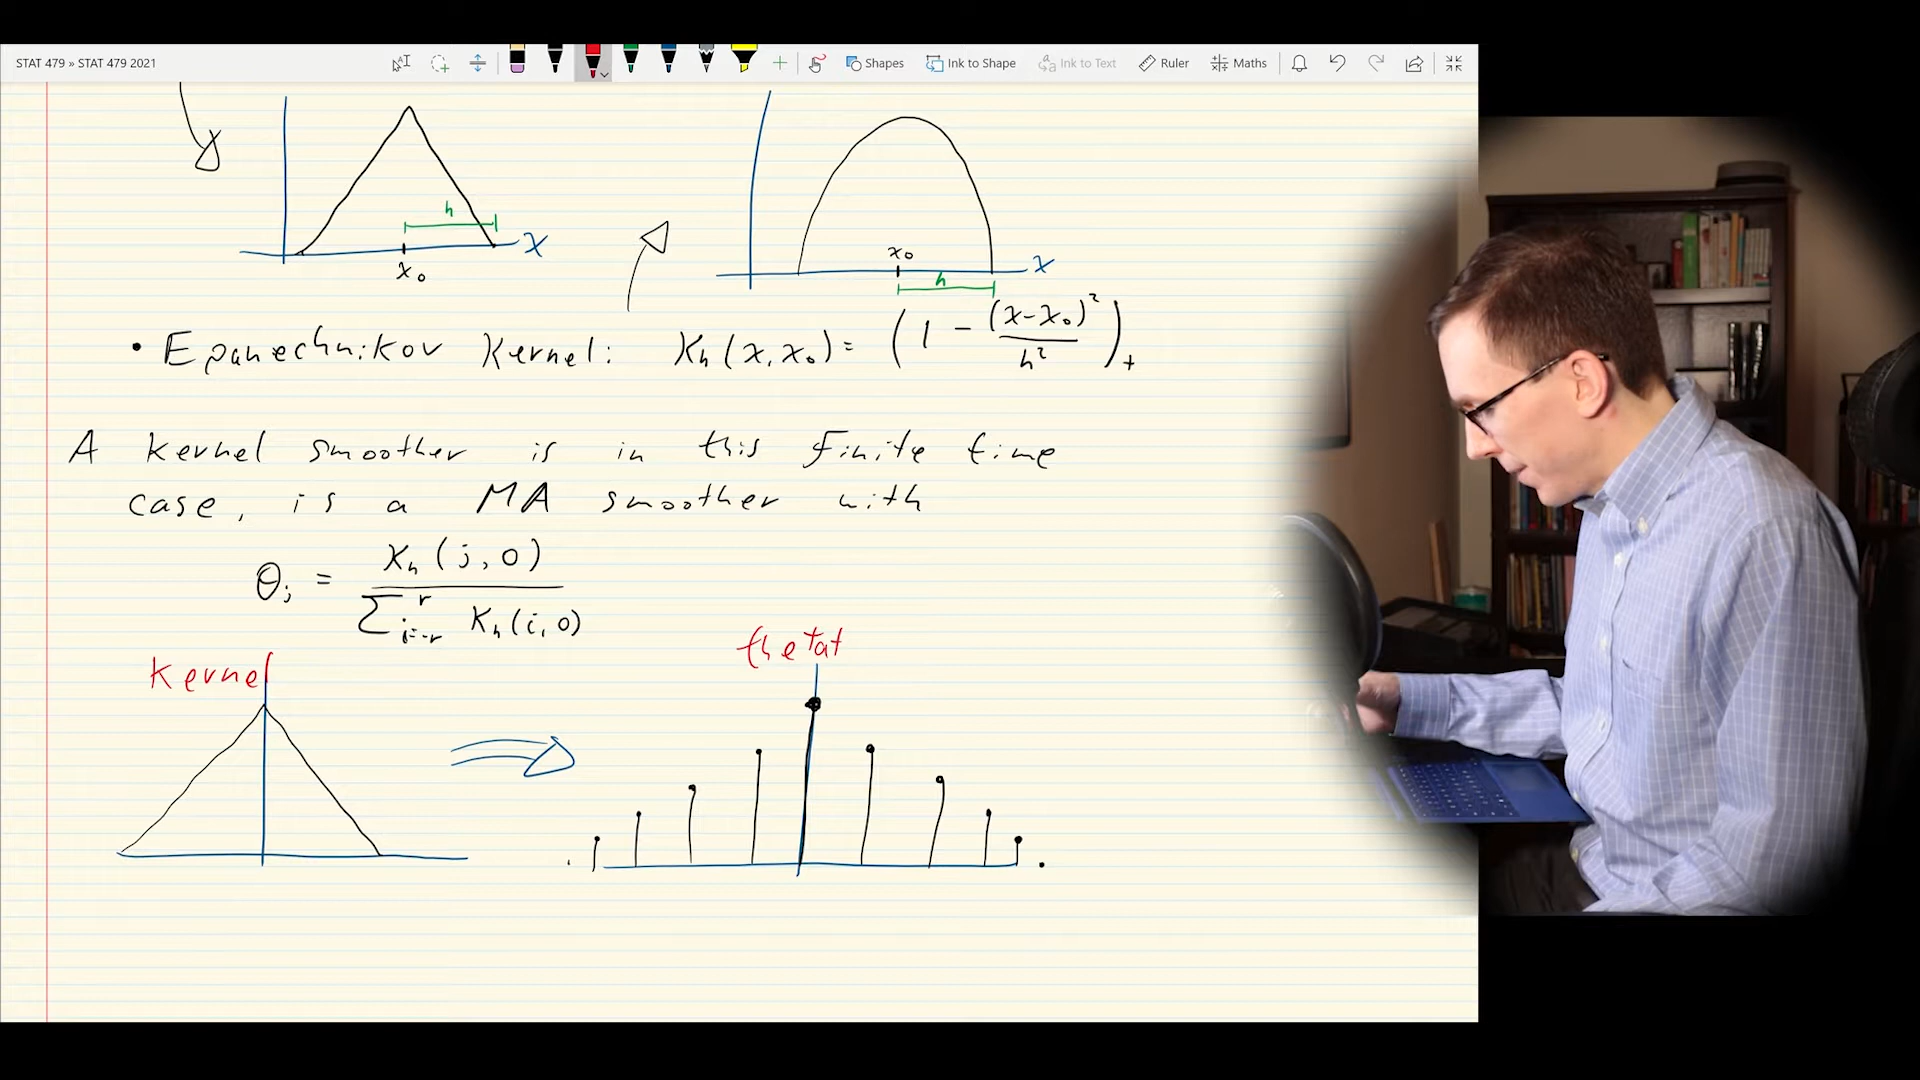 STAT 479 » STAT 479 2021
Shapes Ink to Shape Ink to Text Ruler Maths
h
x
x₀
x₀
h
x
• Epanechnikov Kernel: Kₕ(x, x₀) = (1 - (x-x₀)²/h²)₊
A kernel smoother is in this finite time
case, is a MA smoother with
θⱼ = Kₕ(j, 0) / Σᵢ₌₋ᵣʳ Kₕ(i, 0)
Kernel
thetat